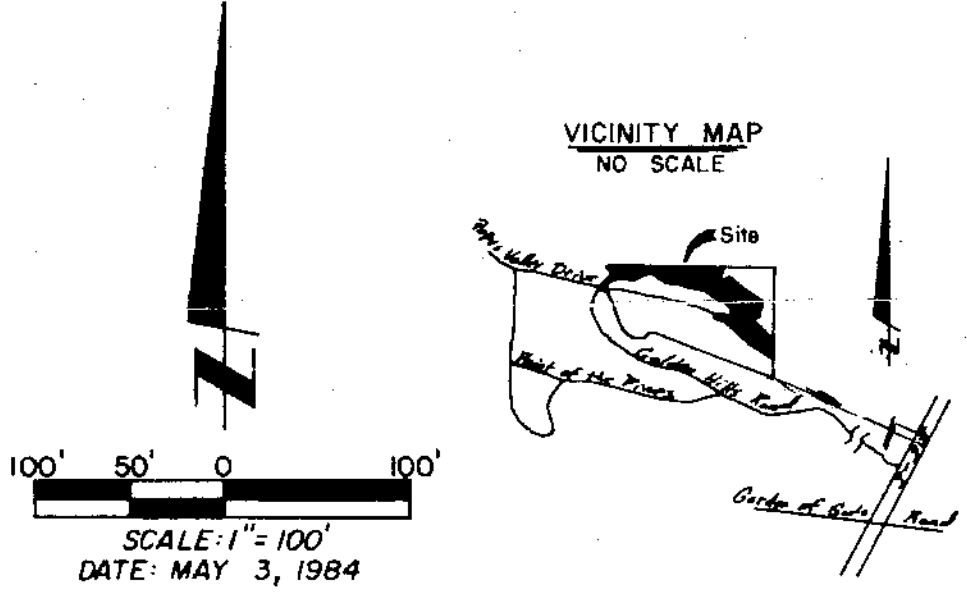 VICINITY MAP
NO SCALE
Site
Valley Drive
Golden Hills Road
Point of the Pines
Garden of Gods Road
N
N
100' 50' 0 100'
SCALE: 1" = 100'
DATE: MAY 3, 1984